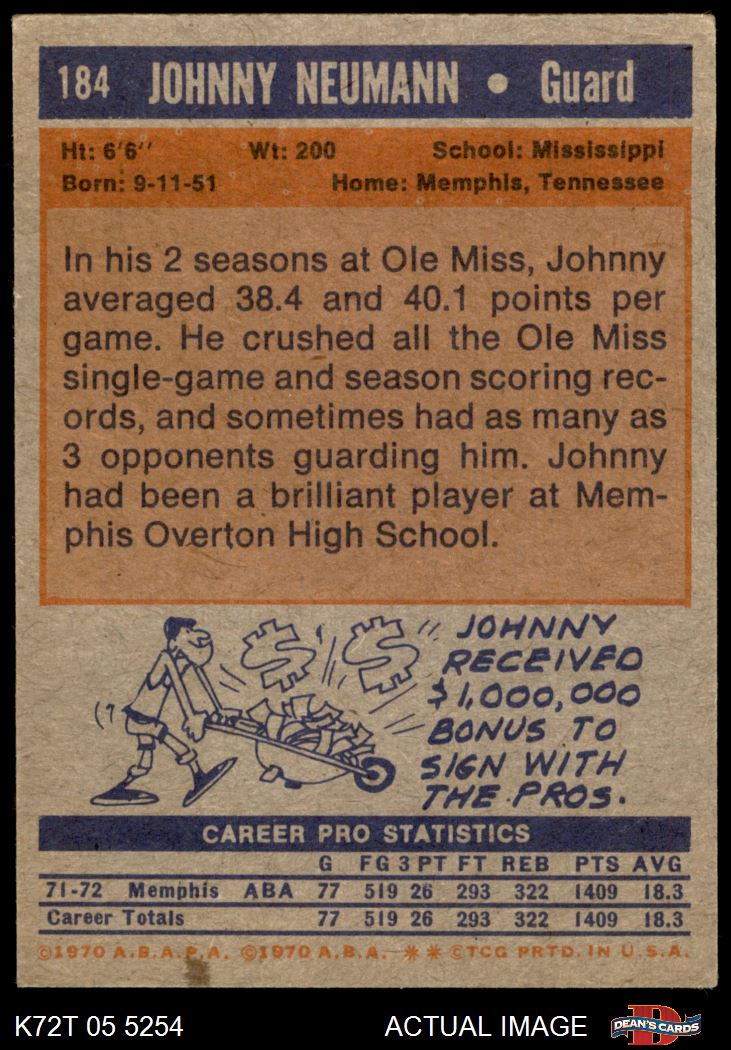 184 JOHNNY NEUMANN • Guard
Ht: 6'6'' Wt: 200 School: Mississippi
Born: 9-11-51 Home: Memphis, Tennessee
In his 2 seasons at Ole Miss, Johnny
averaged 38.4 and 40.1 points per
game. He crushed all the Ole Miss
single-game and season scoring rec-
ords, and sometimes had as many as
3 opponents guarding him. Johnny
had been a brilliant player at Mem-
phis Overton High School.
$ $
JOHNNY
RECEIVED
$1,000,000
BONUS TO
SIGN WITH
THE PROS.
CAREER PRO STATISTICS
G FG 3PT FT REB PTS AVG
71-72 Memphis ABA 77 519 26 293 322 1409 18.3
Career Totals 77 519 26 293 322 1409 18.3
©1970 A.B.A.P.A. ©1970 A.B.A. ** ©TCG PRTD. IN U.S.A.
K72T 05 5254 ACTUAL IMAGE D DEAN'S CARDS